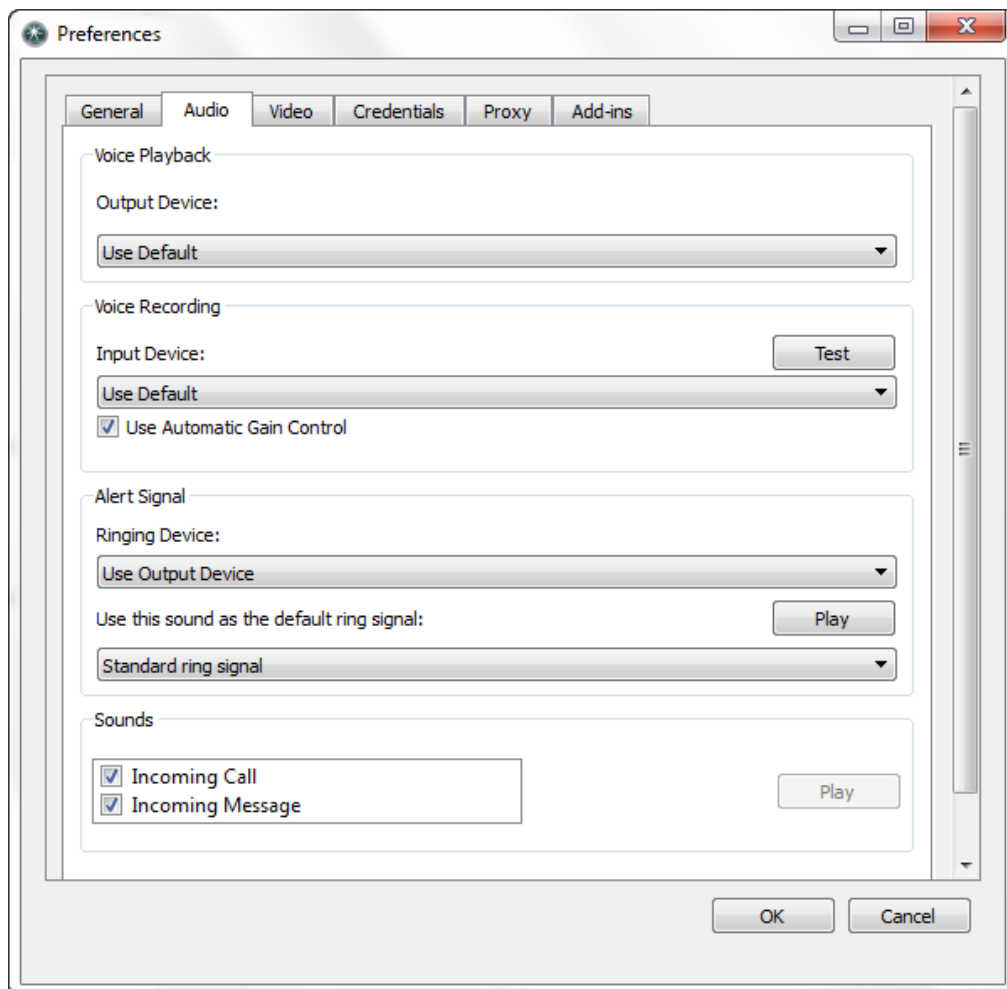 Preferences
General Audio Video Credentials Proxy Add-ins
Voice Playback
Output Device:
Use Default
Voice Recording
Input Device: Test
Use Default
Use Automatic Gain Control
Alert Signal
Ringing Device:
Use Output Device
Use this sound as the default ring signal: Play
Standard ring signal
Sounds
Incoming Call
Incoming Message
Play
OK Cancel